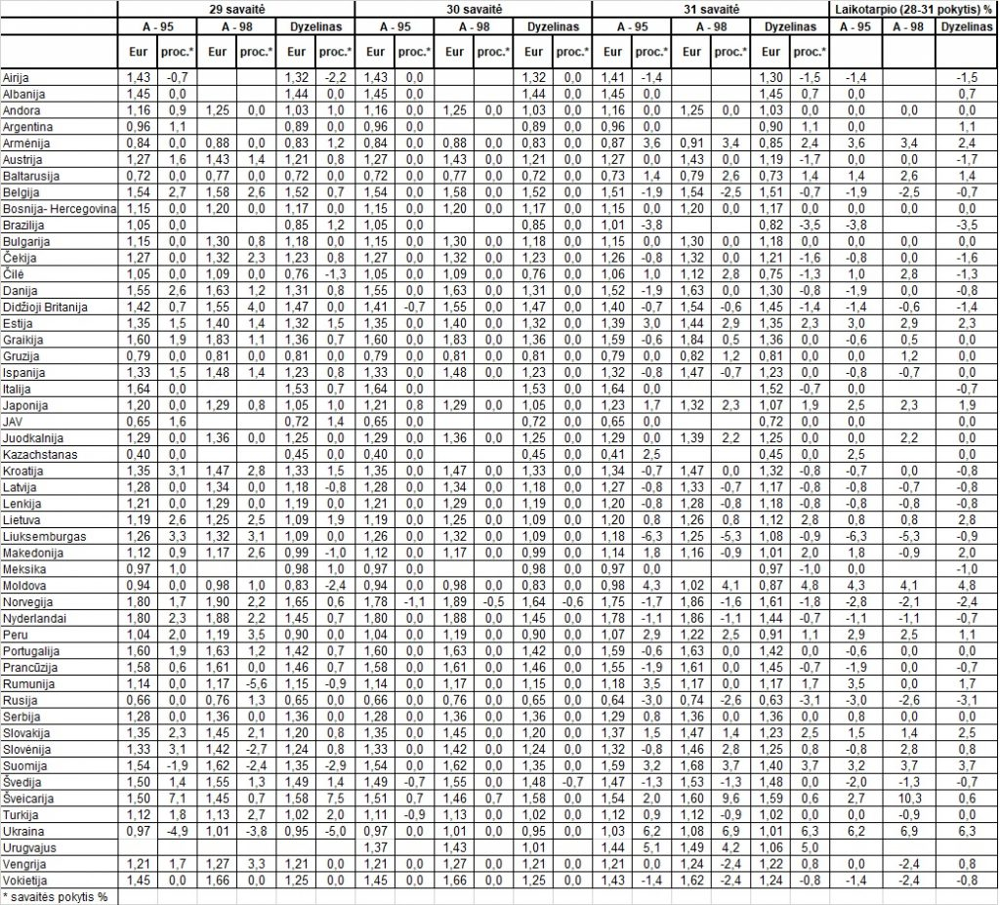 29 savaitė 30 savaitė 31 savaitė Laikotarpio (28-31 pokytis) %
A - 95 A - 98 Dyzelinas A - 95 A - 98 Dyzelinas A - 95 A - 98 Dyzelinas A - 95 A - 98 Dyzelinas
Eur proc.* Eur proc.* Eur proc.* Eur proc.* Eur proc.* Eur proc.* Eur proc.* Eur proc.* Eur proc.*
Airija 1,43 -0,7 1,32 -2,2 1,43 0,0 1,32 0,0 1,41 -1,4 1,30 -1,5 -1,4 -1,5
Albanija 1,45 0,0 1,44 0,0 1,45 0,0 1,44 0,0 1,45 0,0 1,45 0,7 0,0 0,7
Andora 1,16 0,9 1,25 0,0 1,03 1,0 1,16 0,0 1,25 0,0 1,03 0,0 1,16 0,0 1,25 0,0 1,03 0,0 0,0 0,0 0,0
Argentina 0,96 1,1 0,89 0,0 0,96 0,0 0,89 0,0 0,96 0,0 0,90 1,1 0,0 1,1
Armėnija 0,84 0,0 0,88 0,0 0,83 1,2 0,84 0,0 0,88 0,0 0,83 0,0 0,87 3,6 0,91 3,4 0,85 2,4 3,6 3,4 2,4
Austrija 1,27 1,6 1,43 1,4 1,21 0,8 1,27 0,0 1,43 0,0 1,21 0,0 1,27 0,0 1,43 0,0 1,19 -1,7 0,0 0,0 -1,7
Baltarusija 0,72 0,0 0,77 0,0 0,72 0,0 0,72 0,0 0,77 0,0 0,72 0,0 0,73 1,4 0,79 2,6 0,73 1,4 1,4 2,6 1,4
Belgija 1,54 2,7 1,58 2,6 1,52 0,7 1,54 0,0 1,58 0,0 1,52 0,0 1,51 -1,9 1,54 -2,5 1,51 -0,7 -1,9 -2,5 -0,7
Bosnija- Hercegovina 1,15 0,0 1,20 0,0 1,17 0,0 1,15 0,0 1,20 0,0 1,17 0,0 1,15 0,0 1,20 0,0 1,17 0,0 0,0 0,0 0,0
Brazilija 1,05 0,0 0,85 1,2 1,05 0,0 0,85 0,0 1,01 -3,8 0,82 -3,5 -3,8 -3,5
Bulgarija 1,15 0,0 1,30 0,8 1,18 0,0 1,15 0,0 1,30 0,0 1,18 0,0 1,15 0,0 1,30 0,0 1,18 0,0 0,0 0,0 0,0
Čekija 1,27 0,0 1,32 2,3 1,23 0,8 1,27 0,0 1,32 0,0 1,23 0,0 1,26 -0,8 1,32 0,0 1,21 -1,6 -0,8 0,0 -1,6
Čilė 1,05 0,0 1,09 0,0 0,76 -1,3 1,05 0,0 1,09 0,0 0,76 0,0 1,06 1,0 1,12 2,8 0,75 -1,3 1,0 2,8 -1,3
Danija 1,55 2,6 1,63 1,2 1,31 0,8 1,55 0,0 1,63 0,0 1,31 0,0 1,52 -1,9 1,63 0,0 1,30 -0,8 -1,9 0,0 -0,8
Didžioji Britanija 1,42 0,7 1,55 4,0 1,47 0,0 1,41 -0,7 1,55 0,0 1,47 0,0 1,40 -0,7 1,54 -0,6 1,45 -1,4 -1,4 -0,6 -1,4
Estija 1,35 1,5 1,40 1,4 1,32 1,5 1,35 0,0 1,40 0,0 1,32 0,0 1,39 3,0 1,44 2,9 1,35 2,3 3,0 2,9 2,3
Graikija 1,60 1,9 1,83 1,1 1,36 0,7 1,60 0,0 1,83 0,0 1,36 0,0 1,59 -0,6 1,84 0,5 1,36 0,0 -0,6 0,5 0,0
Gruzija 0,79 0,0 0,81 0,0 0,81 0,0 0,79 0,0 0,81 0,0 0,81 0,0 0,79 0,0 0,82 1,2 0,81 0,0 0,0 1,2 0,0
Ispanija 1,33 1,5 1,48 1,4 1,23 0,8 1,33 0,0 1,48 0,0 1,23 0,0 1,32 -0,8 1,47 -0,7 1,23 0,0 -0,8 -0,7 0,0
Italija 1,64 0,0 1,53 0,7 1,64 0,0 1,53 0,0 1,64 0,0 1,52 -0,7 0,0 -0,7
Japonija 1,20 0,0 1,29 0,8 1,05 1,0 1,21 0,8 1,29 0,0 1,05 0,0 1,23 1,7 1,32 2,3 1,07 1,9 2,5 2,3 1,9
JAV 0,65 1,6 0,72 1,4 0,65 0,0 0,72 0,0 0,65 0,0 0,72 0,0 0,0 0,0
Juodkalnija 1,29 0,0 1,36 0,0 1,25 0,0 1,29 0,0 1,36 0,0 1,25 0,0 1,29 0,0 1,39 2,2 1,25 0,0 0,0 2,2 0,0
Kazachstanas 0,40 0,0 0,45 0,0 0,40 0,0 0,45 0,0 0,41 2,5 0,45 0,0 2,5 0,0
Kroatija 1,35 3,1 1,47 2,8 1,33 1,5 1,35 0,0 1,47 0,0 1,33 0,0 1,34 -0,7 1,47 0,0 1,32 -0,8 -0,7 0,0 -0,8
Latvija 1,28 0,0 1,34 0,0 1,18 -0,8 1,28 0,0 1,34 0,0 1,18 0,0 1,27 -0,8 1,33 -0,7 1,17 -0,8 -0,8 -0,7 -0,8
Lenkija 1,21 0,0 1,29 0,0 1,19 0,0 1,21 0,0 1,29 0,0 1,19 0,0 1,20 -0,8 1,28 -0,8 1,18 -0,8 -0,8 -0,8 -0,8
Lietuva 1,19 2,6 1,25 2,5 1,09 1,9 1,19 0,0 1,25 0,0 1,09 0,0 1,20 0,8 1,26 0,8 1,12 2,8 0,8 0,8 2,8
Liuksemburgas 1,26 3,3 1,32 3,1 1,09 0,0 1,26 0,0 1,32 0,0 1,09 0,0 1,18 -6,3 1,25 -5,3 1,08 -0,9 -6,3 -5,3 -0,9
Makedonija 1,12 0,9 1,17 2,6 0,99 -1,0 1,12 0,0 1,17 0,0 0,99 0,0 1,14 1,8 1,16 -0,9 1,01 2,0 1,8 -0,9 2,0
Meksika 0,97 1,0 0,98 1,0 0,97 0,0 0,98 0,0 0,97 0,0 0,97 -1,0 0,0 -1,0
Moldova 0,94 0,0 0,98 1,0 0,83 -2,4 0,94 0,0 0,98 0,0 0,83 0,0 0,98 4,3 1,02 4,1 0,87 4,8 4,3 4,1 4,8
Norvegija 1,80 1,7 1,90 2,2 1,65 0,6 1,78 -1,1 1,89 -0,5 1,64 -0,6 1,75 -1,7 1,86 -1,6 1,61 -1,8 -2,8 -2,1 -2,4
Nyderlandai 1,80 2,3 1,88 2,2 1,45 0,7 1,80 0,0 1,88 0,0 1,45 0,0 1,78 -1,1 1,86 -1,1 1,44 -0,7 -1,1 -1,1 -0,7
Peru 1,04 2,0 1,19 3,5 0,90 0,0 1,04 0,0 1,19 0,0 0,90 0,0 1,07 2,9 1,22 2,5 0,91 1,1 2,9 2,5 1,1
Portugalija 1,60 1,9 1,63 1,2 1,42 0,7 1,60 0,0 1,63 0,0 1,42 0,0 1,59 -0,6 1,63 0,0 1,42 0,0 -0,6 0,0 0,0
Prancūzija 1,58 0,6 1,61 0,0 1,46 0,7 1,58 0,0 1,61 0,0 1,46 0,0 1,55 -1,9 1,61 0,0 1,45 -0,7 -1,9 0,0 -0,7
Rumunija 1,14 0,0 1,17 -5,6 1,15 -0,9 1,14 0,0 1,17 0,0 1,15 0,0 1,18 3,5 1,17 0,0 1,17 1,7 3,5 0,0 1,7
Rusija 0,66 0,0 0,76 1,3 0,65 0,0 0,66 0,0 0,76 0,0 0,65 0,0 0,64 -3,0 0,74 -2,6 0,63 -3,1 -3,0 -2,6 -3,1
Serbija 1,28 0,0 1,36 0,0 1,36 0,0 1,28 0,0 1,36 0,0 1,36 0,0 1,29 0,8 1,36 0,0 1,36 0,0 0,8 0,0 0,0
Slovakija 1,35 2,3 1,45 2,1 1,20 0,8 1,35 0,0 1,45 0,0 1,20 0,0 1,37 1,5 1,47 1,4 1,23 2,5 1,5 1,4 2,5
Slovėnija 1,33 3,1 1,42 -2,7 1,24 0,8 1,33 0,0 1,42 0,0 1,24 0,0 1,32 -0,8 1,46 2,8 1,25 0,8 -0,8 2,8 0,8
Suomija 1,54 -1,9 1,62 -2,4 1,35 -2,9 1,54 0,0 1,62 0,0 1,35 0,0 1,59 3,2 1,68 3,7 1,40 3,7 3,2 3,7 3,7
Švedija 1,50 1,4 1,55 1,3 1,49 1,4 1,49 -0,7 1,55 0,0 1,48 -0,7 1,47 -1,3 1,53 -1,3 1,48 0,0 -2,0 -1,3 -0,7
Šveicarija 1,50 7,1 1,45 0,7 1,58 7,5 1,51 0,7 1,46 0,7 1,58 0,0 1,54 2,0 1,60 9,6 1,59 0,6 2,7 10,3 0,6
Turkija 1,12 1,8 1,13 2,7 1,02 2,0 1,11 -0,9 1,13 0,0 1,02 0,0 1,12 0,9 1,12 -0,9 1,02 0,0 0,0 -0,9 0,0
Ukraina 0,97 -4,9 1,01 -3,8 0,95 -5,0 0,97 0,0 1,01 0,0 0,95 0,0 1,03 6,2 1,08 6,9 1,01 6,3 6,2 6,9 6,3
Urugvajus 1,37 1,43 1,01 1,44 5,1 1,49 4,2 1,06 5,0
Vengrija 1,21 1,7 1,27 3,3 1,21 0,0 1,21 0,0 1,27 0,0 1,21 0,0 1,21 0,0 1,24 -2,4 1,22 0,8 0,0 -2,4 0,8
Vokietija 1,45 0,0 1,66 0,0 1,25 0,0 1,45 0,0 1,66 0,0 1,25 0,0 1,43 -1,4 1,62 -2,4 1,24 -0,8 -1,4 -2,4 -0,8
* savaitės pokytis %